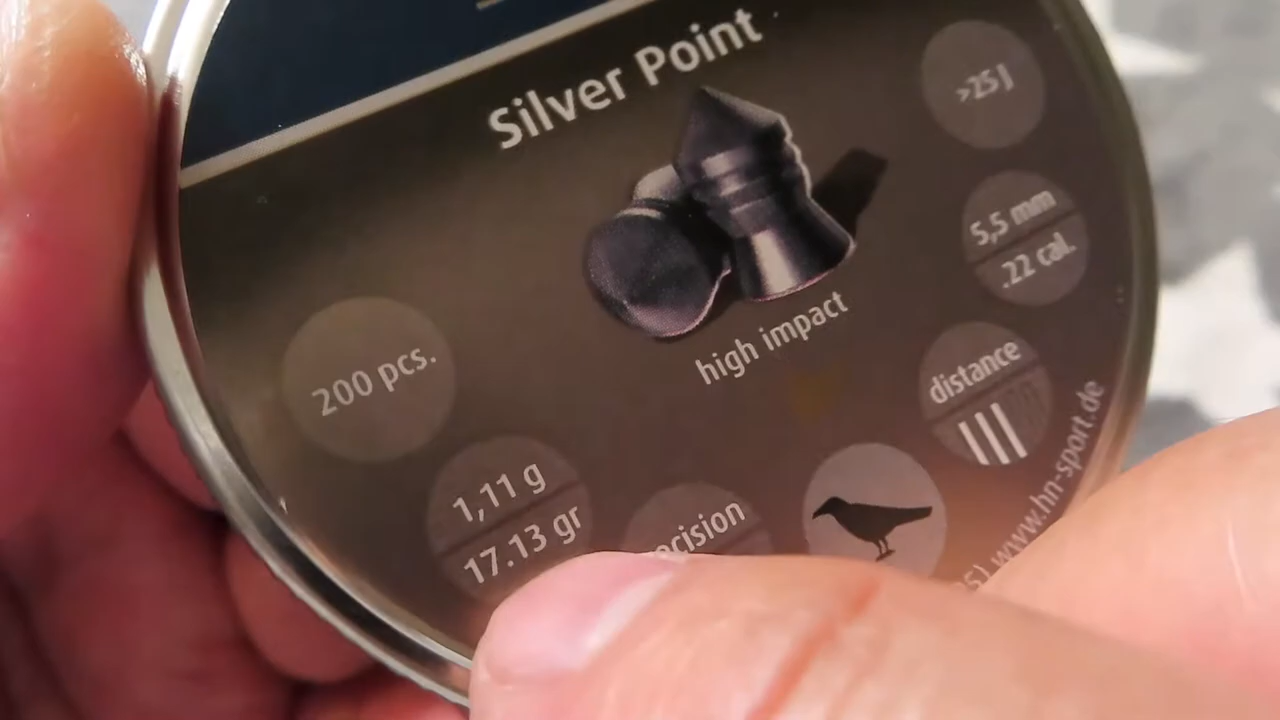 Silver Point
>25 J
5,5 mm
.22 cal.
high impact
distance
200 pcs.
1,11 g
17.13 gr
www.hn-sport.de